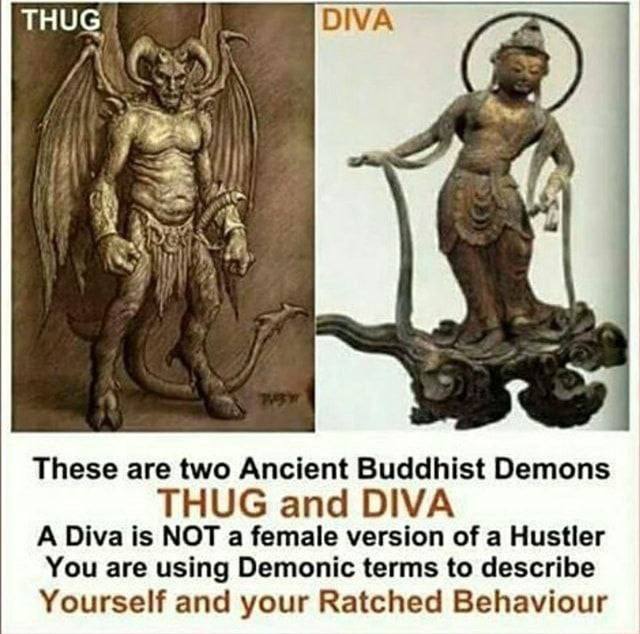 THUG
DIVA
These are two Ancient Buddhist Demons
THUG and DIVA
A Diva is NOT a female version of a Hustler
You are using Demonic terms to describe
Yourself and your Ratched Behaviour